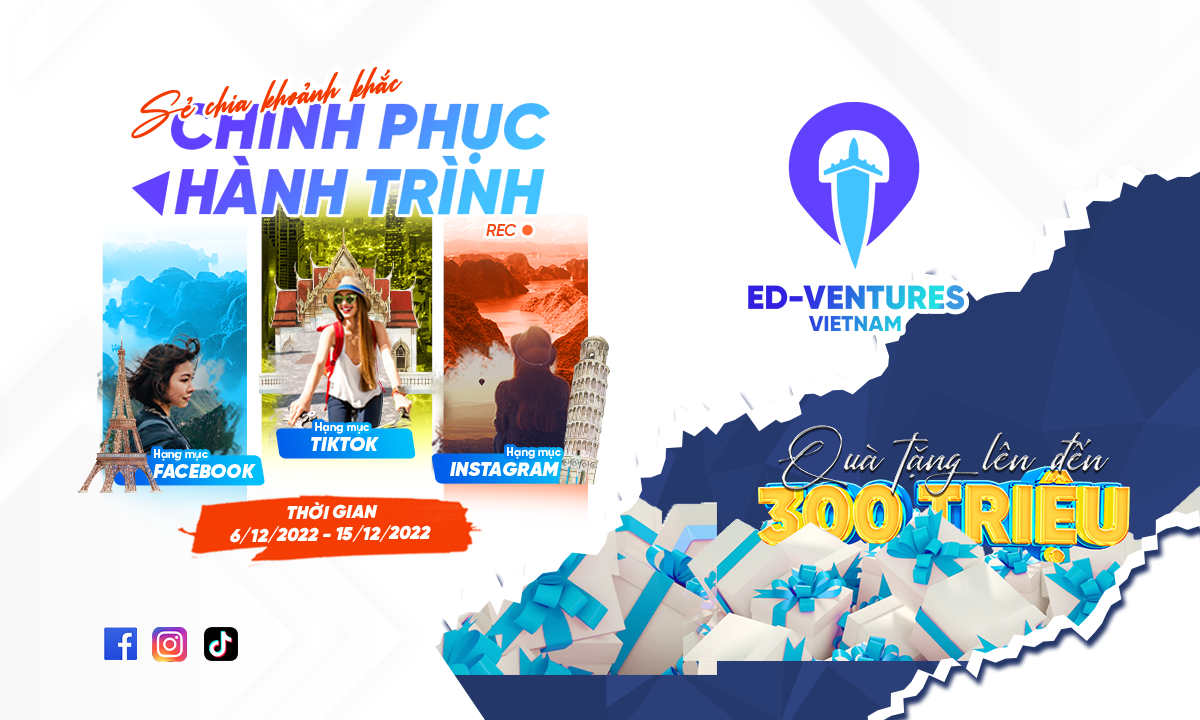 Sẻ chia khoảnh khắc
CHINH PHỤC
HÀNH TRÌNH
REC
Hạng mục
FACEBOOK
Hạng mục
TIKTOK
Hạng mục
INSTAGRAM
THỜI GIAN
6/12/2022 - 15/12/2022
ED-VENTURES
VIETNAM
Quà tặng lên đến
300 TRIỆU